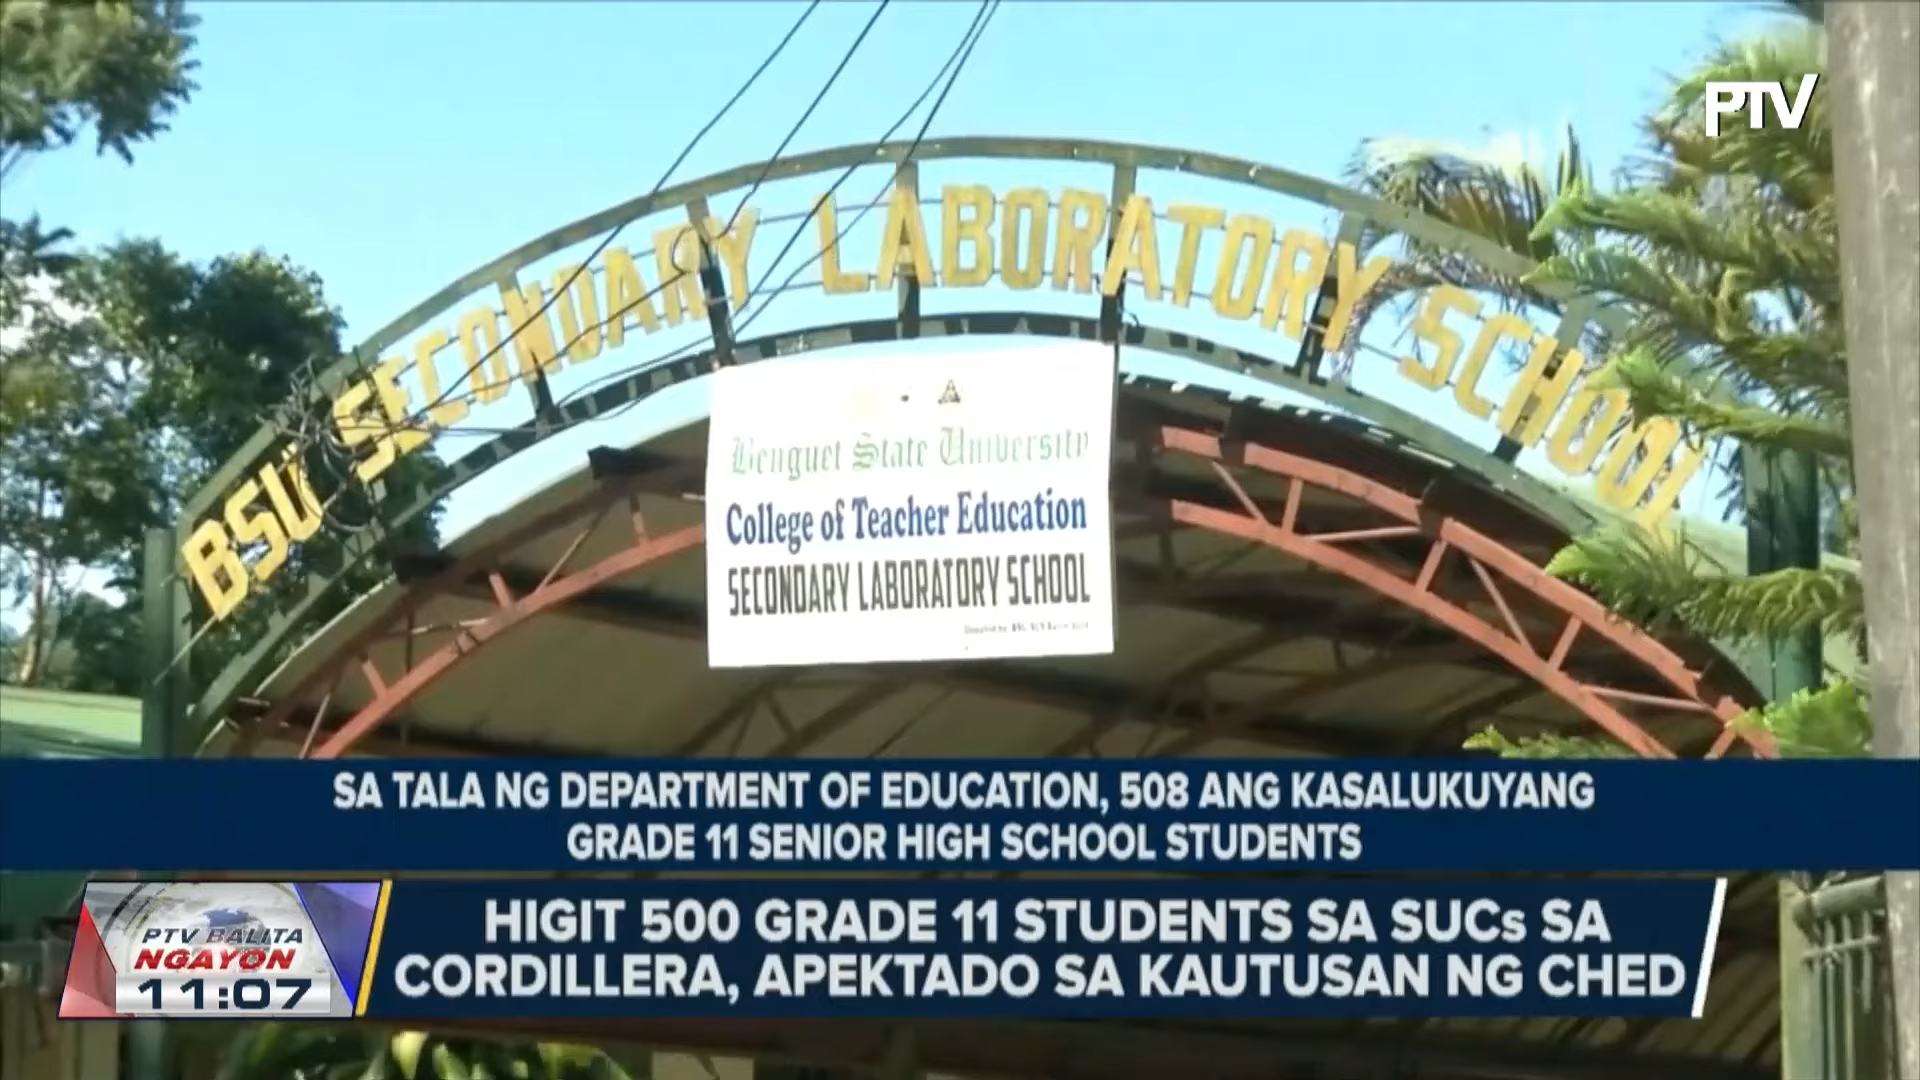 PTV
BSU SECONDARY LABORATORY SCHOOL
Benguet State University
College of Teacher Education
SECONDARY LABORATORY SCHOOL
SA TALA NG DEPARTMENT OF EDUCATION, 508 ANG KASALUKUYANG
GRADE 11 SENIOR HIGH SCHOOL STUDENTS
HIGIT 500 GRADE 11 STUDENTS SA SUCs SA
CORDILLERA, APEKTADO SA KAUTUSAN NG CHED
PTV BALITA
NGAYON
11:07